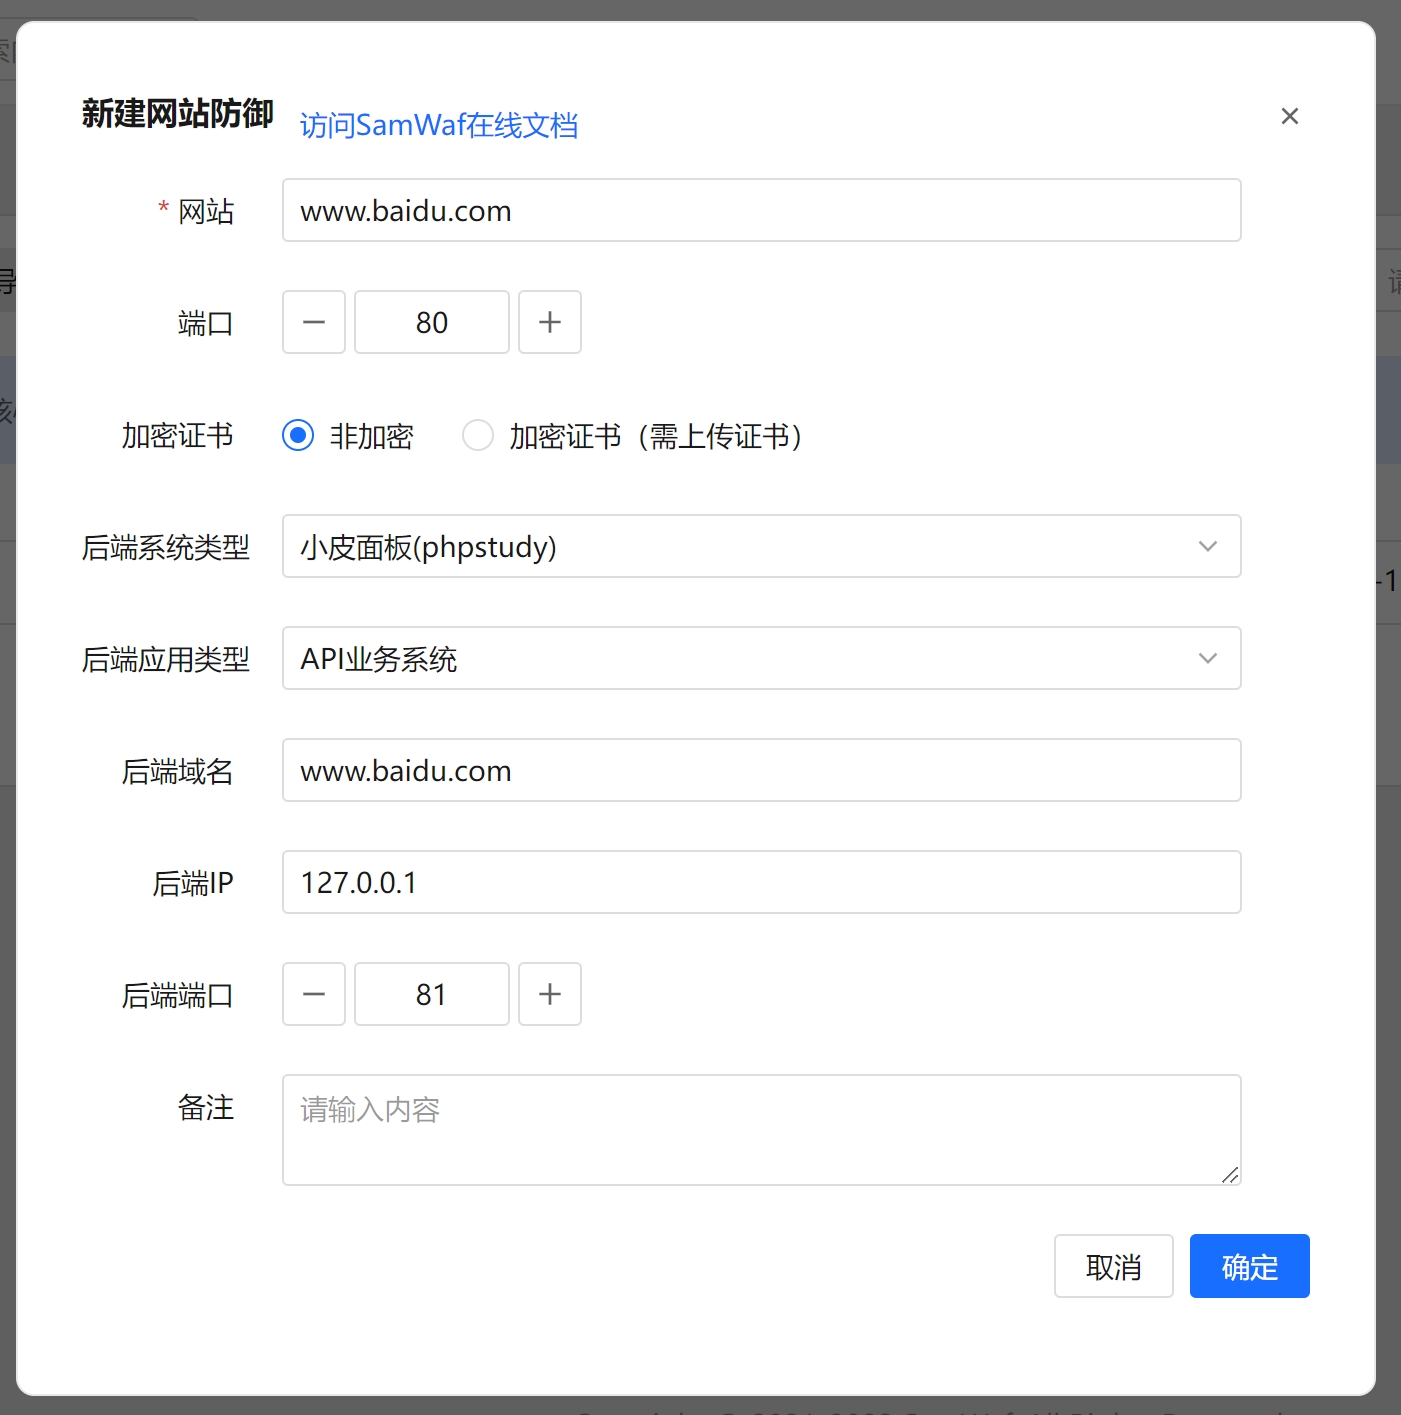 新建网站防御 访问SamWaf在线文档
* 网站 www.baidu.com
端口 80
加密证书 非加密 加密证书（需上传证书）
后端系统类型 小皮面板(phpstudy)
后端应用类型 API业务系统
后端域名 www.baidu.com
后端IP 127.0.0.1
-1
后端端口 81
备注 请输入内容
取消 确定